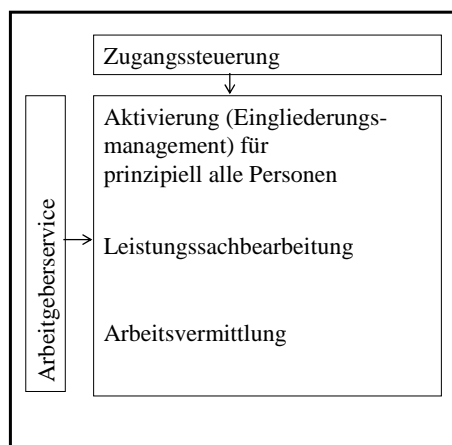 Zugangssteuerung
Aktivierung (Eingliederungs-
management) für
prinzipiell alle Personen
Leistungssachbearbeitung
Arbeitsvermittlung
Arbeitgeberservice